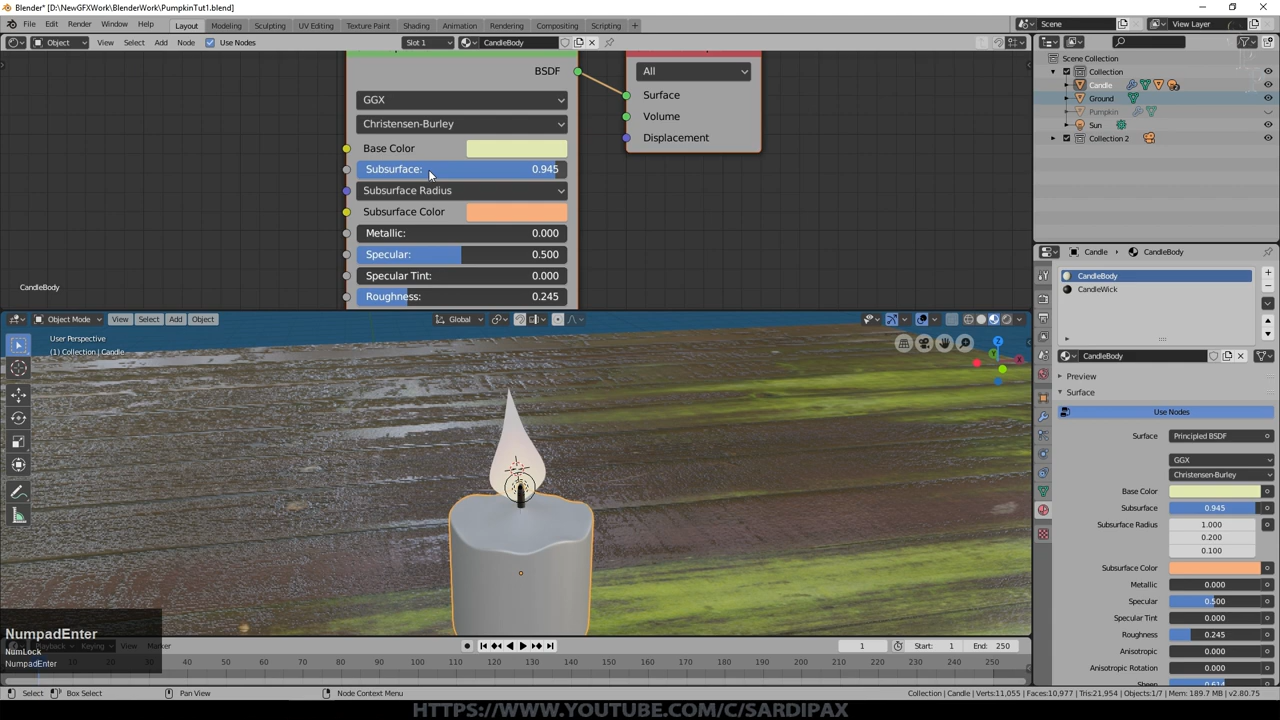 Blender* [D:\NewGFXWork\BlenderWork\PumpkinTut1.blend]
File Edit Render Window Help Layout Modeling Sculpting UV Editing Texture Paint Shading Animation Rendering Compositing Scripting Scene View Layer
Object View Select Add Node Use Nodes Slot 1 CandleBody
BSDF
GGX
Christensen-Burley
Base Color
Subsurface: 0.945
Subsurface Radius
Subsurface Color
Metallic: 0.000
Specular: 0.500
Specular Tint: 0.000
Roughness: 0.245
All
Surface
Volume
Displacement
CandleBody
Scene Collection
Collection
Candle
Ground
Pumpkin
Sun
Collection 2
Object Mode View Select Add Object Global
User Perspective
(1) Collection | Candle
Candle CandleBody
CandleBody
CandleWick
CandleBody
Preview
Surface
Use Nodes
Surface Principled BSDF
GGX
Christensen-Burley
Base Color
Subsurface 0.945
Subsurface Radius 1.000
0.200
0.100
Subsurface Color
Metallic 0.000
Specular 0.500
Specular Tint 0.000
Roughness 0.245
Anisotropic 0.000
Anisotropic Rotation 0.000
Sheen 0.614
NumpadEnter
NumLock
NumpadEnter
Playback Keying View Marker 1 Start: 1 End: 250
20 30 40 50 60 70 80 90 100 110 120 130 140 150 160 170 180 190 200 210 220 230 240 250
Select Box Select Pan View Node Context Menu Collection | Candle | Verts:11,055 | Faces:10,977 | Tris:21,954 | Objects:1/7 | Mem: 189.7 MB | v2.80.75
HTTPS://WWW.YOUTUBE.COM/C/SARDIPAX